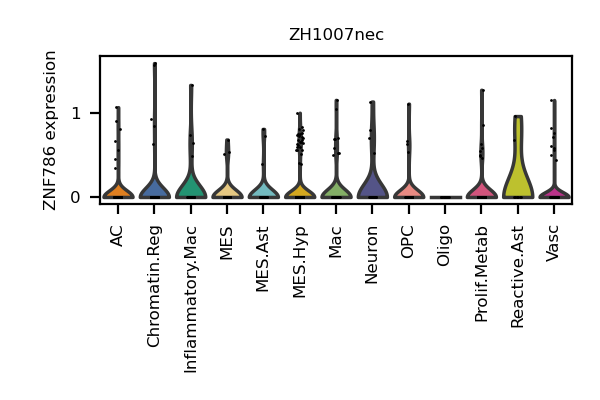 ZH1007nec
ZNF786 expression
1
0
AC
Chromatin.Reg
Inflammatory.Mac
MES
MES.Ast
MES.Hyp
Mac
Neuron
OPC
Oligo
Prolif.Metab
Reactive.Ast
Vasc